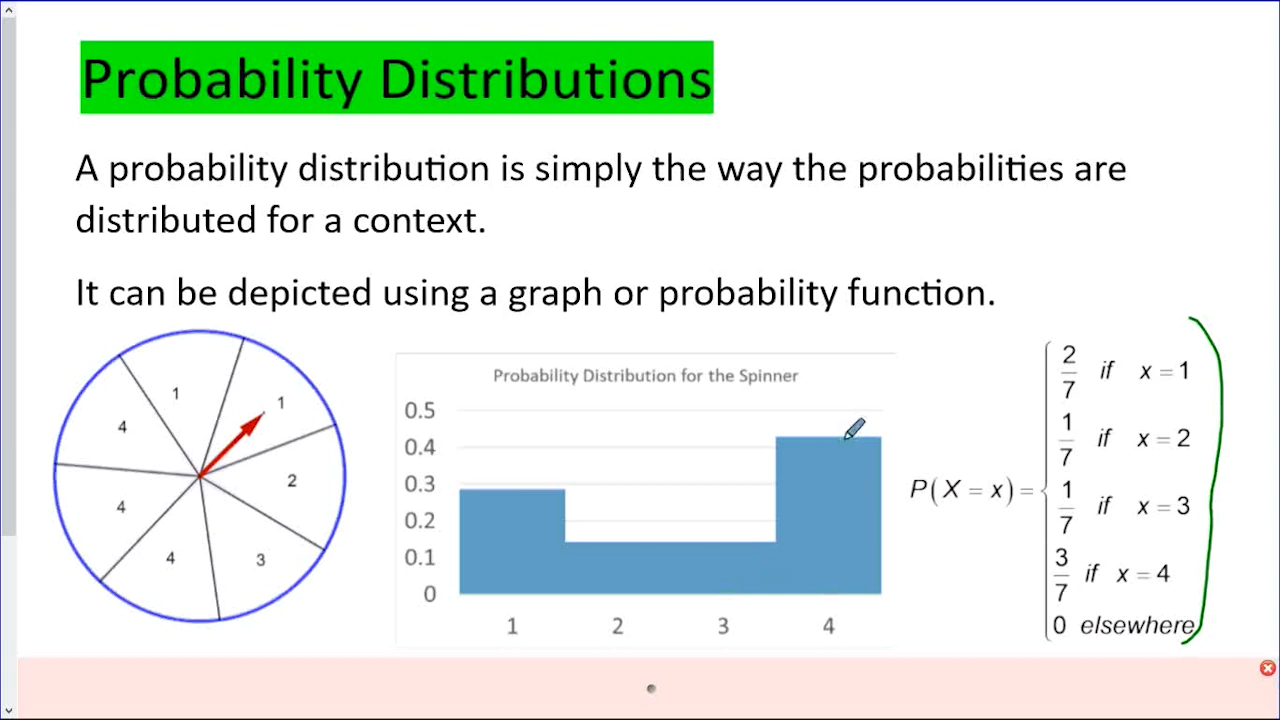 Probability Distributions
A probability distribution is simply the way the probabilities are
distributed for a context.
It can be depicted using a graph or probability function.
1
1
2
3
4
4
4
Probability Distribution for the Spinner
0.5
0.4
0.3
0.2
0.1
0
1 2 3 4
P(X = x) =
2/7 if x = 1
1/7 if x = 2
1/7 if x = 3
3/7 if x = 4
0 elsewhere